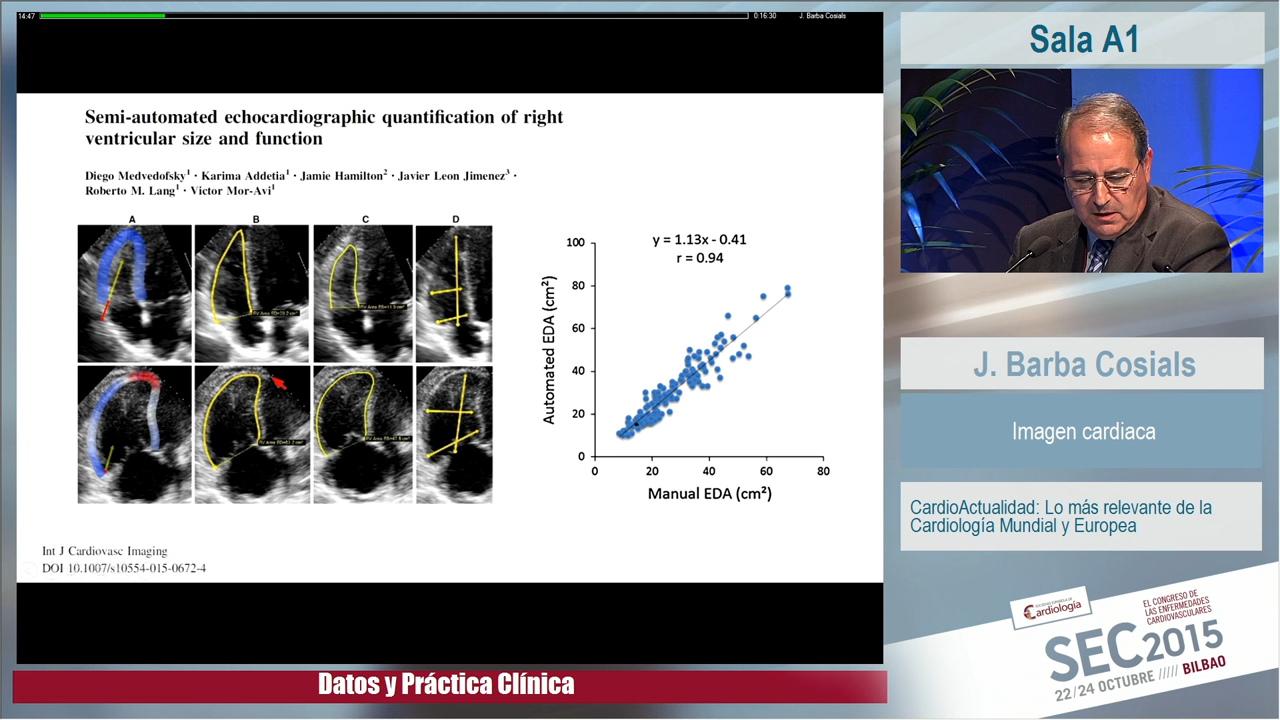 14:47
0:16:30
J. Barba Cosials
Semi-automated echocardiographic quantification of right
ventricular size and function
Diego Medvedofsky1 · Karima Addetia1 · Jamie Hamilton2 · Javier Leon Jimenez3 ·
Roberto M. Lang1 · Victor Mor-Avi1
A
B
C
D
y = 1.13x - 0.41
r = 0.94
Automated EDA (cm²)
100
80
60
40
20
0
0
20
40
60
80
Manual EDA (cm²)
Int J Cardiovasc Imaging
DOI 10.1007/s10554-015-0672-4
Datos y Práctica Clínica
Sala A1
J. Barba Cosials
Imagen cardiaca
CardioActualidad: Lo más relevante de la
Cardiología Mundial y Europea
SOCIEDAD ESPAÑOLA DE
Cardiología
EL CONGRESO DE
LAS ENFERMEDADES
CARDIOVASCULARES
SEC2015
22/24 OCTUBRE ///// BILBAO